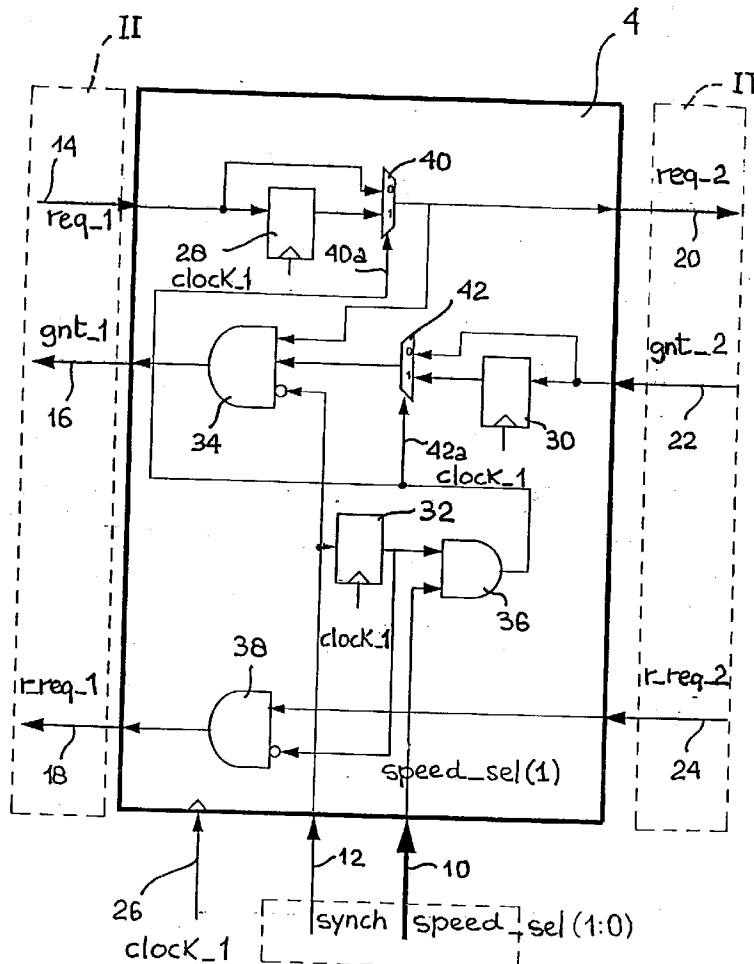 II
4
II
14
40
req_2
0
1
req_1
28
40a
20
clock_1
42
gnt_1
gnt_2
0
1
16
34
30
22
42a
clock_1
32
36
clock_1
38
r_req_1
r_req_2
18
speed_sel(1)
24
12
10
26
synch
speed_sel(1:0)
clock_1